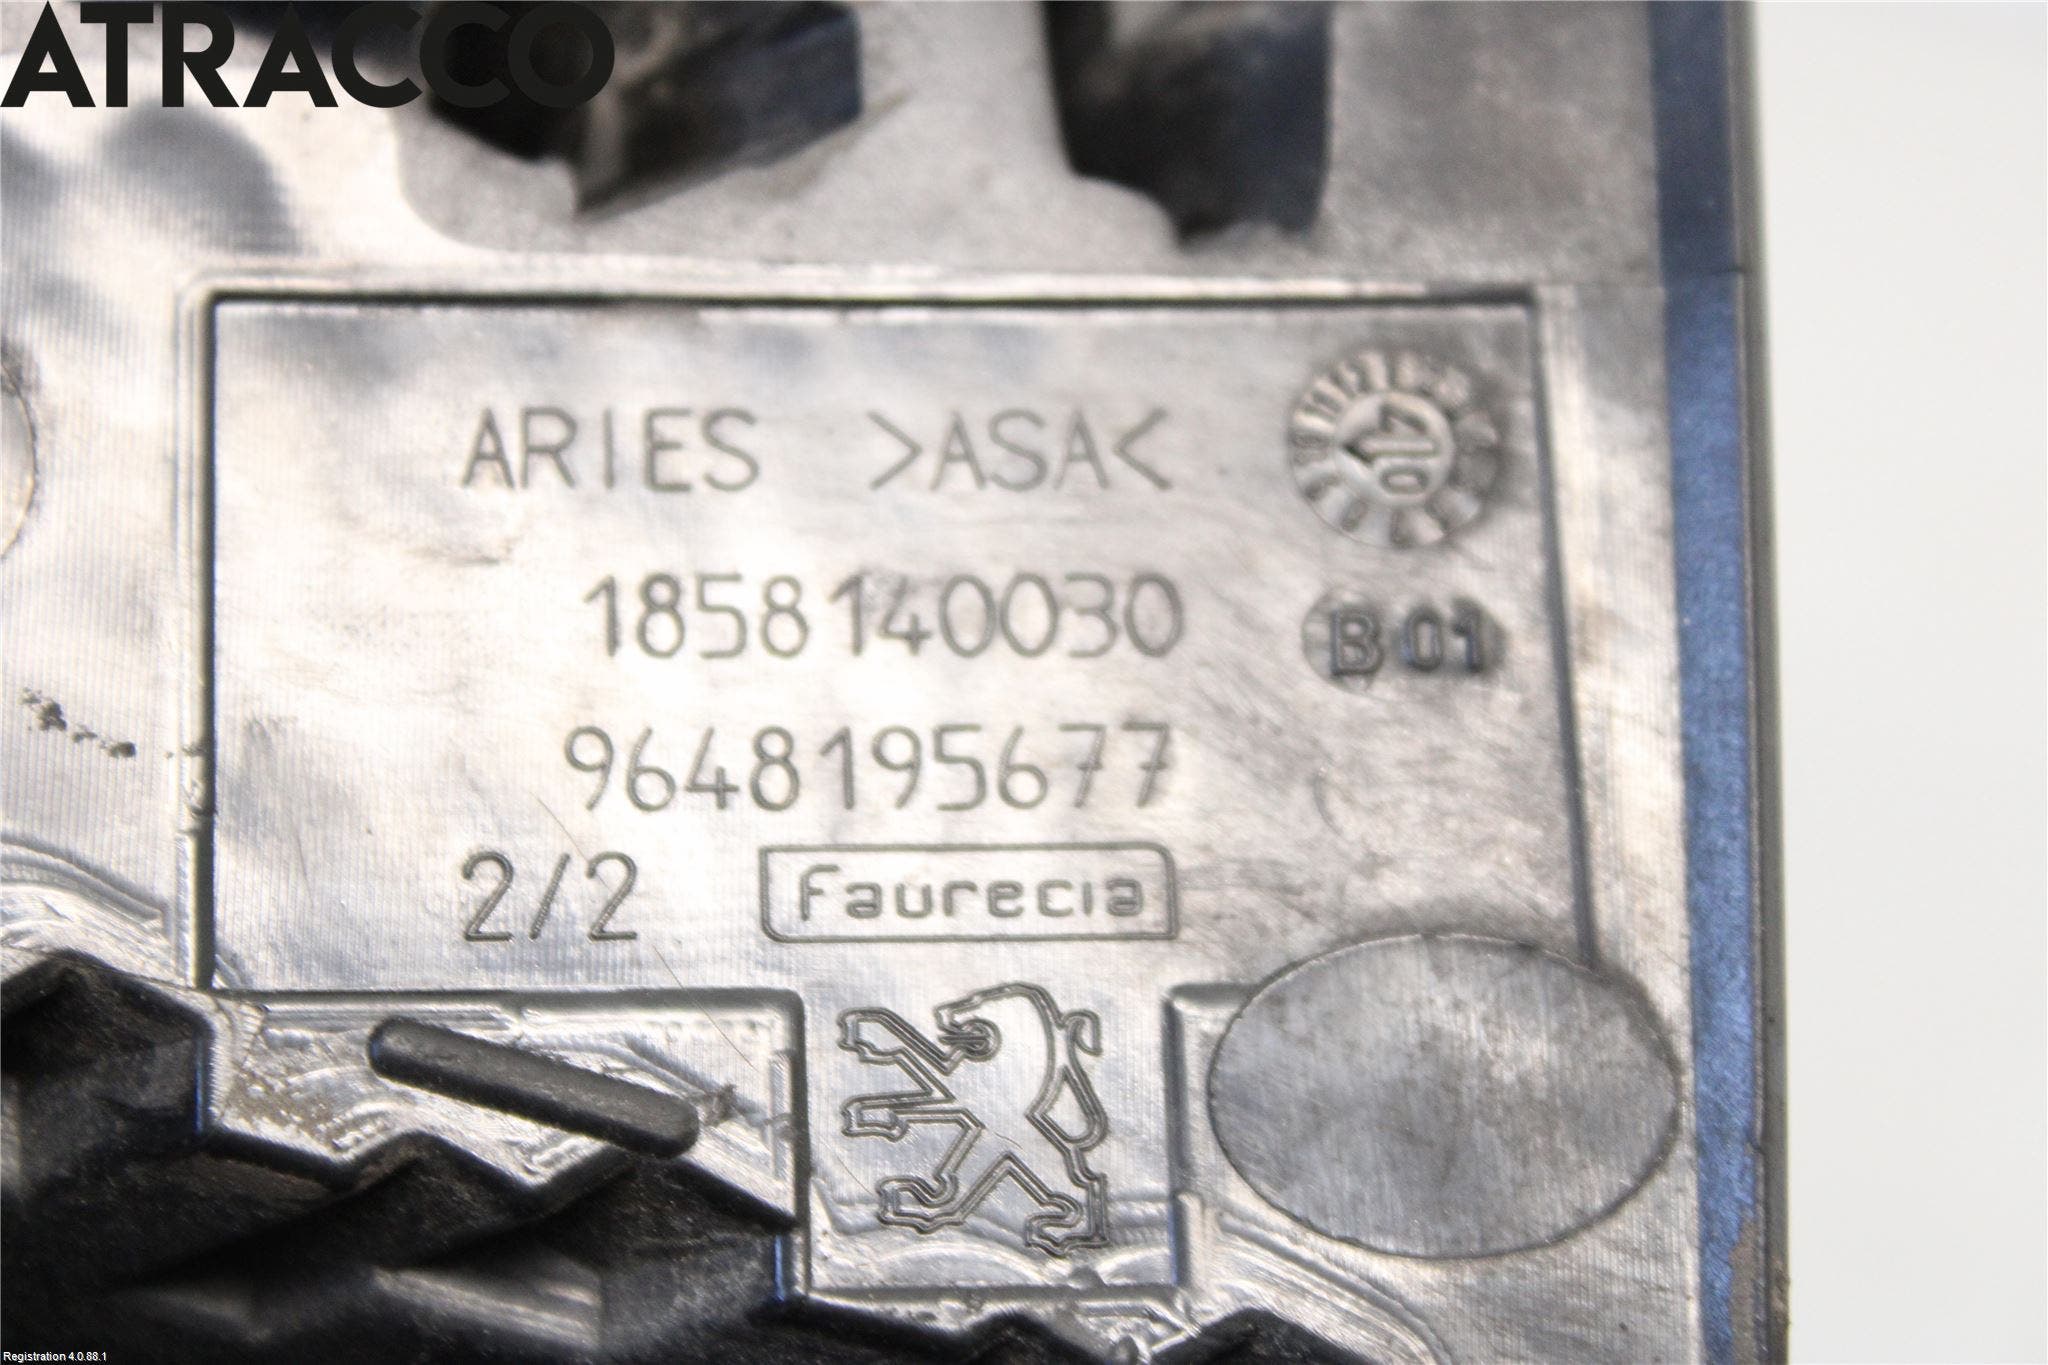 ATRACCO
ARIES >ASA<
1858140030
B01
9648195677
2/2 Faurecia
Registration 4.0.88.1